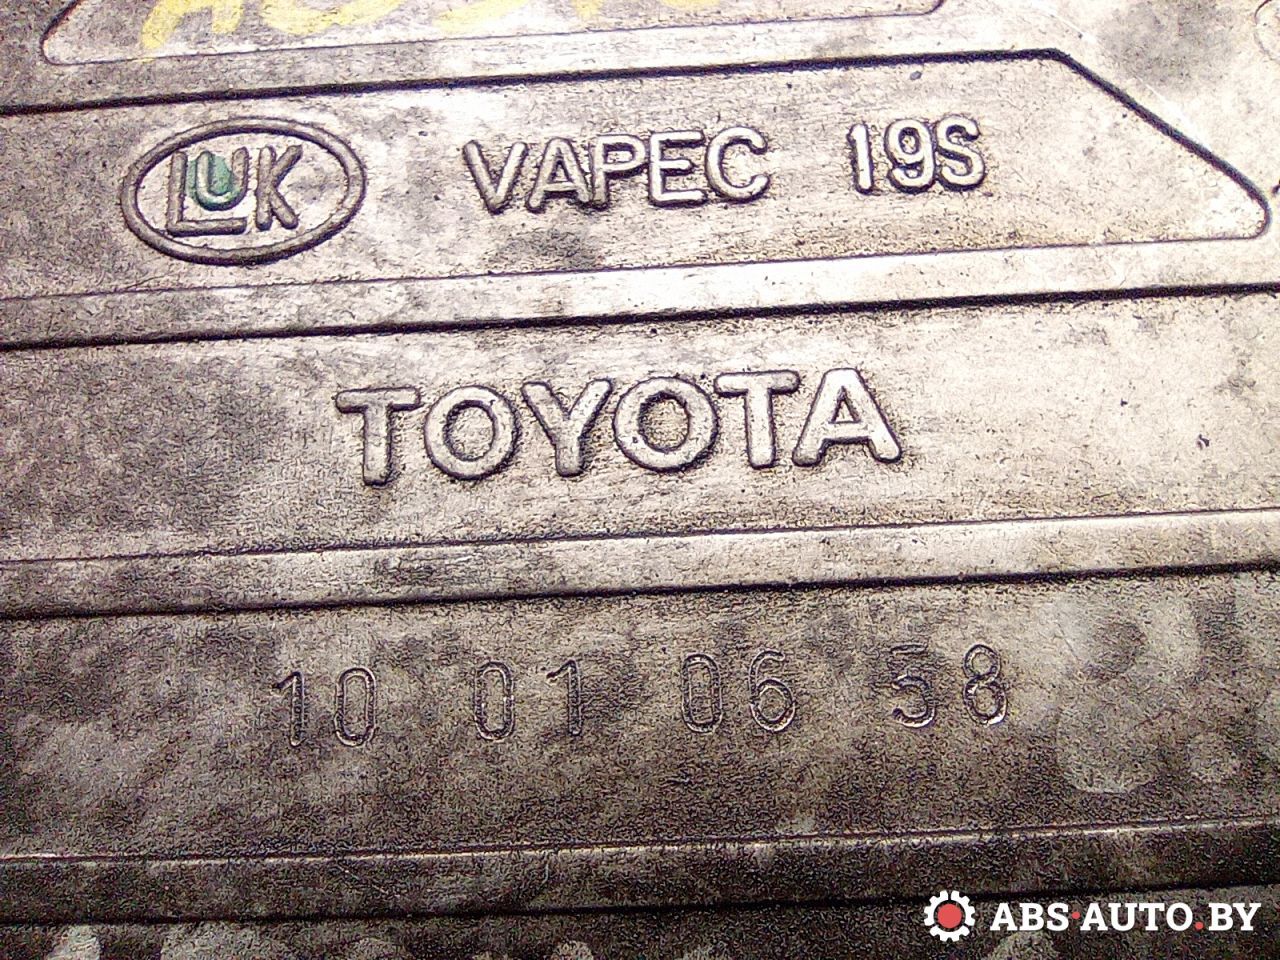 LUK VAPEC 19S
TOYOTA
10 01 06 58
ABS·AUTO.BY